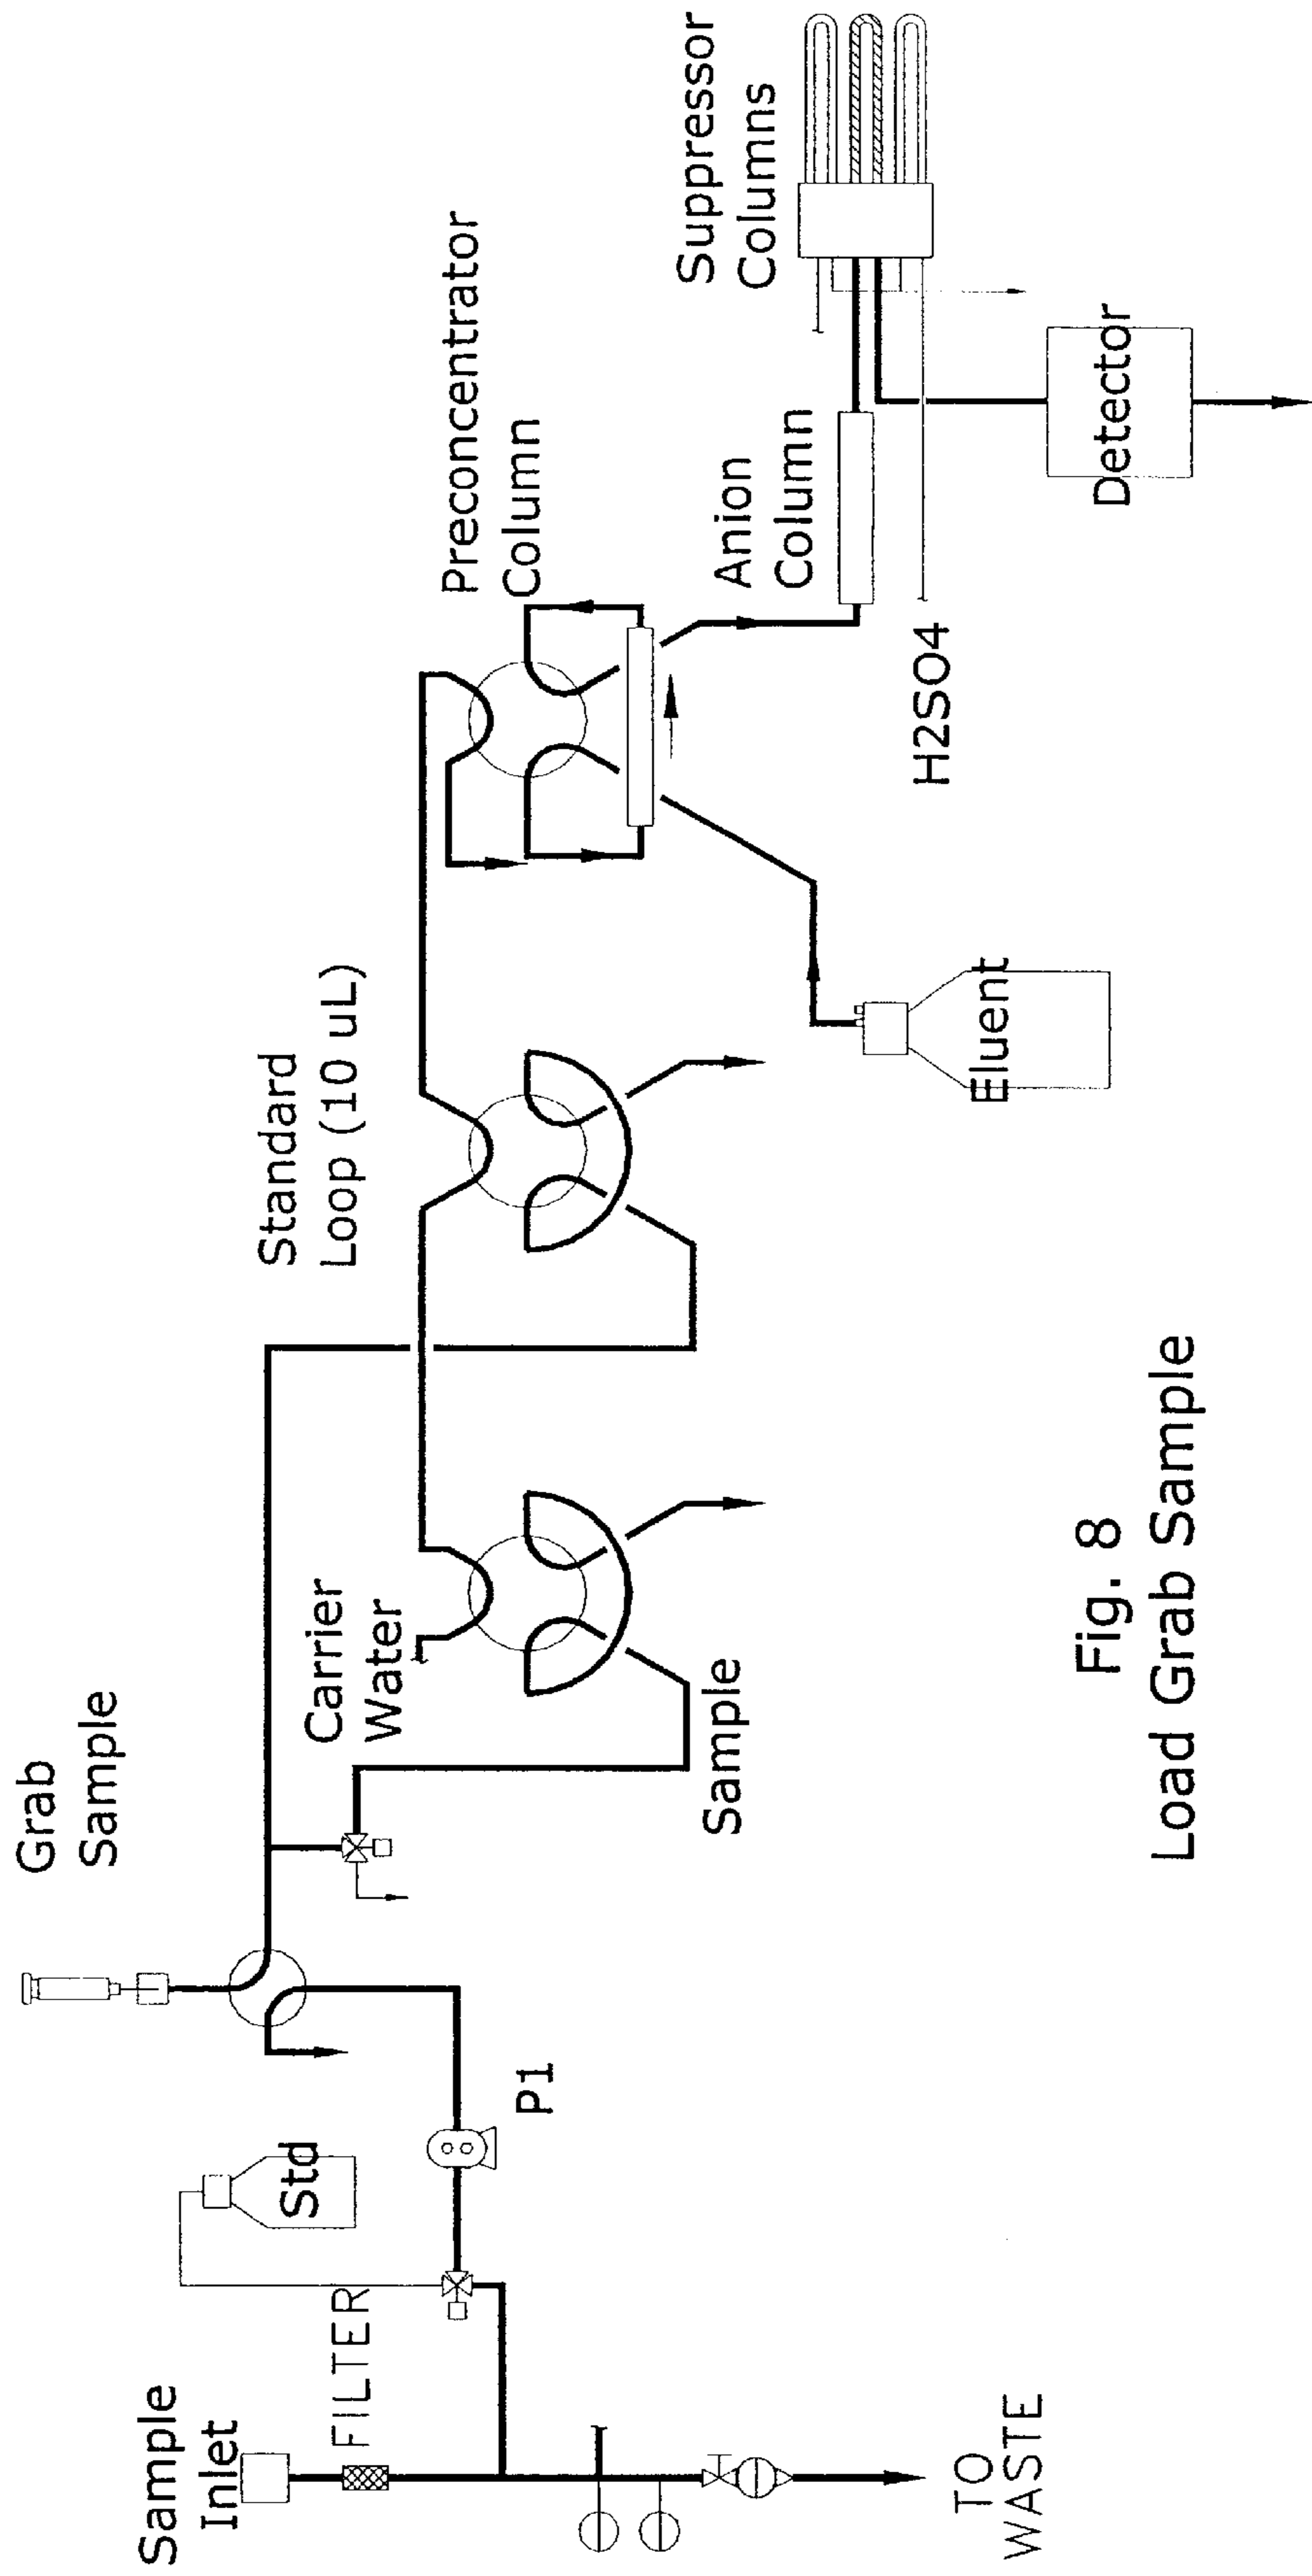 Sample
Inlet
FILTER
Std
P1
Grab
Sample
Carrier
Water
Sample
Standard
Loop (10 uL)
Preconcentrator
Column
Eluent
Anion
Column
H2SO4
Suppressor
Columns
Detector
TO
WASTE
Fig. 8
Load Grab Sample